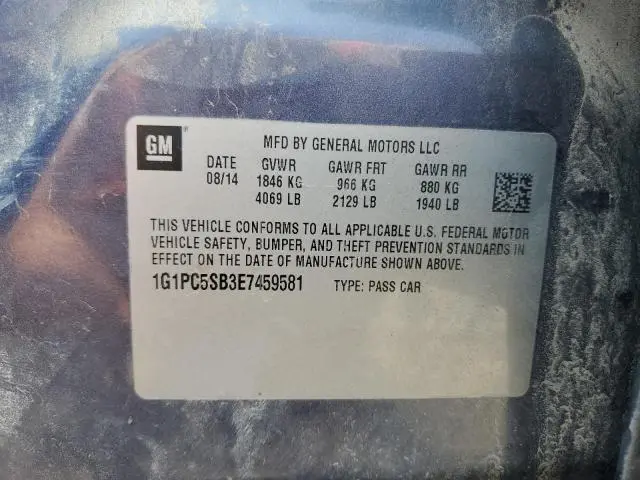 GM®
MFD BY GENERAL MOTORS LLC
DATE GVWR GAWR FRT GAWR RR
08/14 1846 KG 966 KG 880 KG
4069 LB 2129 LB 1940 LB
THIS VEHICLE CONFORMS TO ALL APPLICABLE U.S. FEDERAL MOTOR
VEHICLE SAFETY, BUMPER, AND THEFT PREVENTION STANDARDS IN
EFFECT ON THE DATE OF MANUFACTURE SHOWN ABOVE.
1G1PC5SB3E7459581 TYPE: PASS CAR